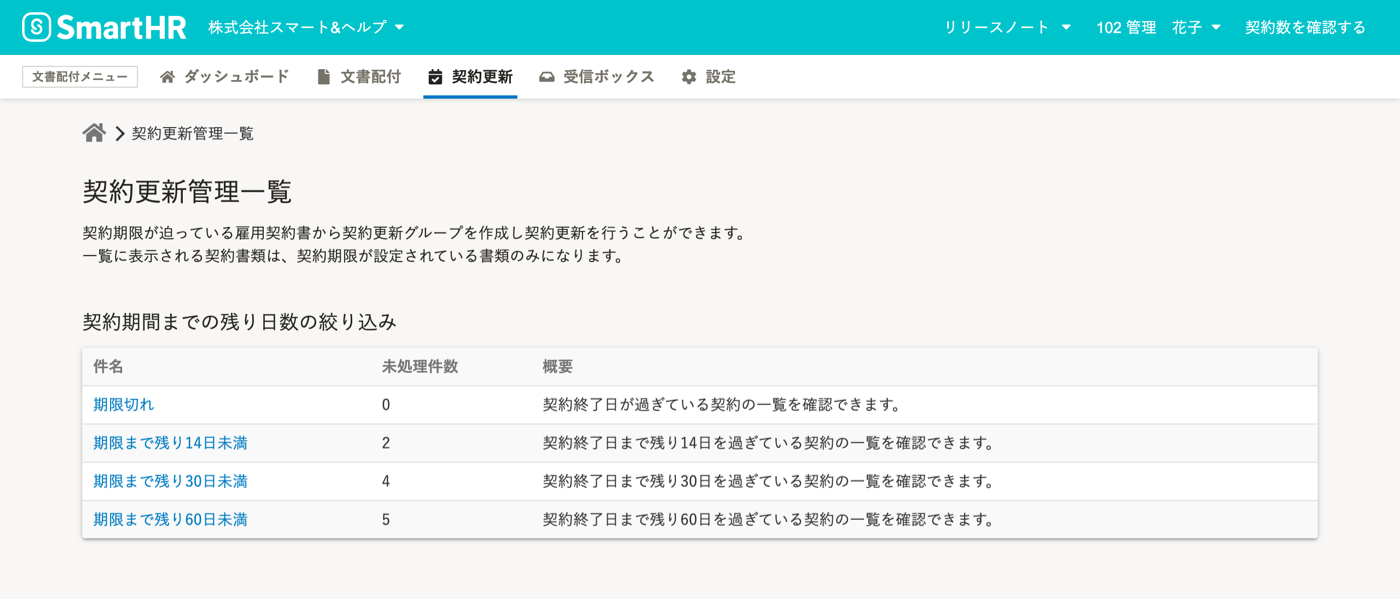 SmartHR 株式会社スマート&ヘルプ リリースノート 102 管理 花子 契約数を確認する
文書配付メニュー ダッシュボード 文書配付 契約更新 受信ボックス 設定
契約更新管理一覧
契約更新管理一覧
契約期限が迫っている雇用契約書から契約更新グループを作成し契約更新を行うことができます。
一覧に表示される契約書類は、契約期限が設定されている書類のみになります。
契約期間までの残り日数の絞り込み
件名 未処理件数 概要
期限切れ 0 契約終了日が過ぎている契約の一覧を確認できます。
期限まで残り14日未満 2 契約終了日まで残り14日を過ぎている契約の一覧を確認できます。
期限まで残り30日未満 4 契約終了日まで残り30日を過ぎている契約の一覧を確認できます。
期限まで残り60日未満 5 契約終了日まで残り60日を過ぎている契約の一覧を確認できます。